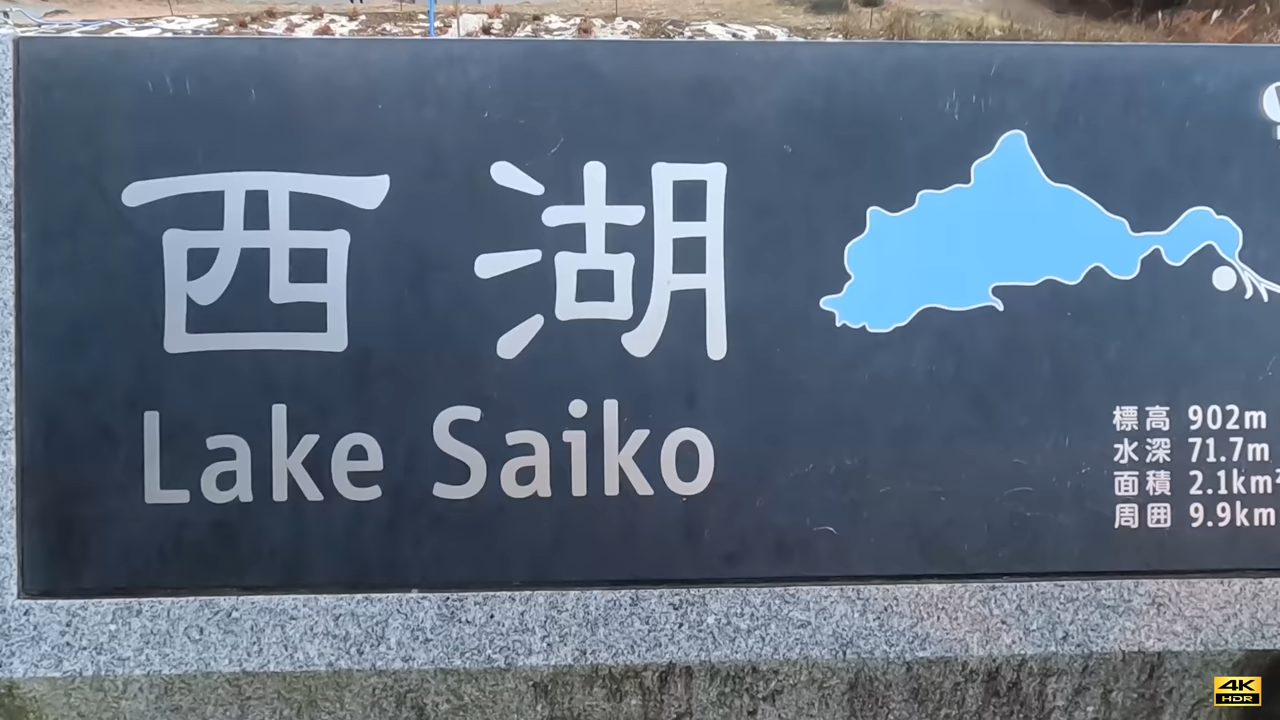 西湖
Lake Saiko
標高 902m
水深 71.7m
面積 2.1km²
周囲 9.9km
4K
HDR